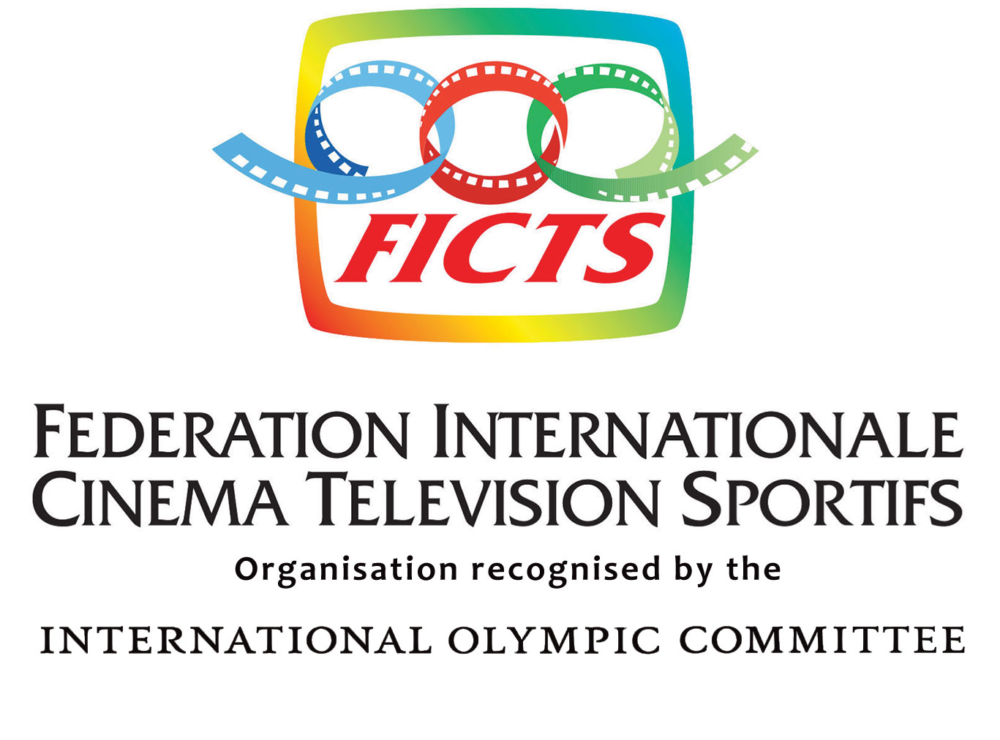 FICTS
FEDERATION INTERNATIONALE
CINEMA TELEVISION SPORTIFS
Organisation recognised by the
INTERNATIONAL OLYMPIC COMMITTEE